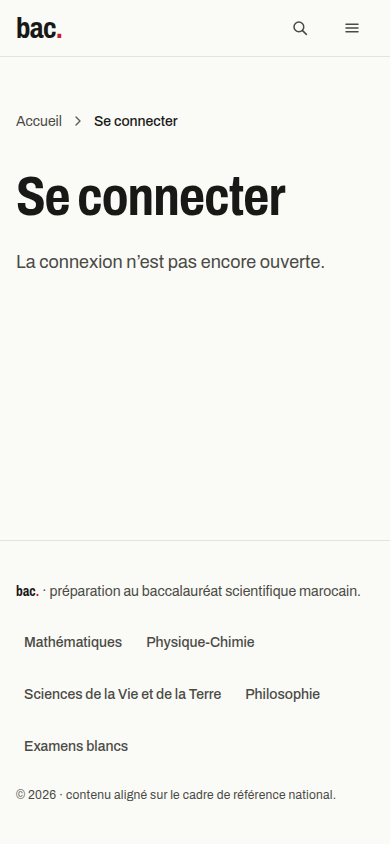 bac.
Accueil > Se connecter
Se connecter
La connexion n’est pas encore ouverte.
bac. · préparation au baccalauréat scientifique marocain.
Mathématiques Physique-Chimie
Sciences de la Vie et de la Terre Philosophie
Examens blancs
© 2026 · contenu aligné sur le cadre de référence national.